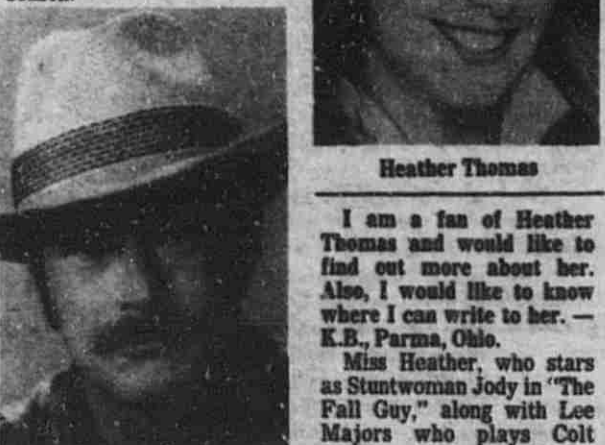 Heather Thomas
I am a fan of Heather
Thomas and would like to
find out more about her.
Also, I would like to know
where I can write to her. —
K.B., Parma, Ohio.
Miss Heather, who stars
as Stuntwoman Jody in "The
Fall Guy," along with Lee
Majors who plays Colt